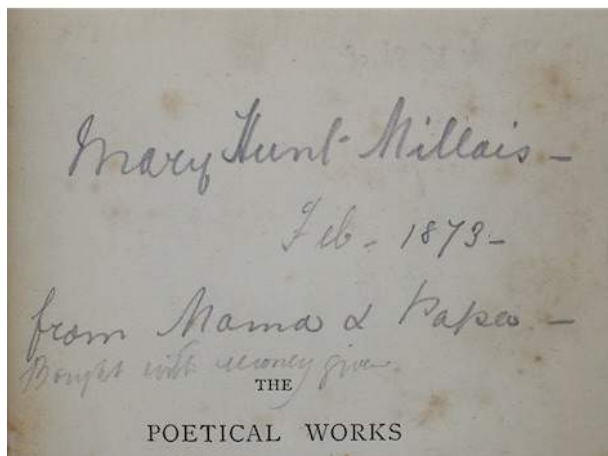 Mary Hunt Millais –
Feb – 1873 –
from Mama & Papa –
Bought with money given
THE
POETICAL WORKS